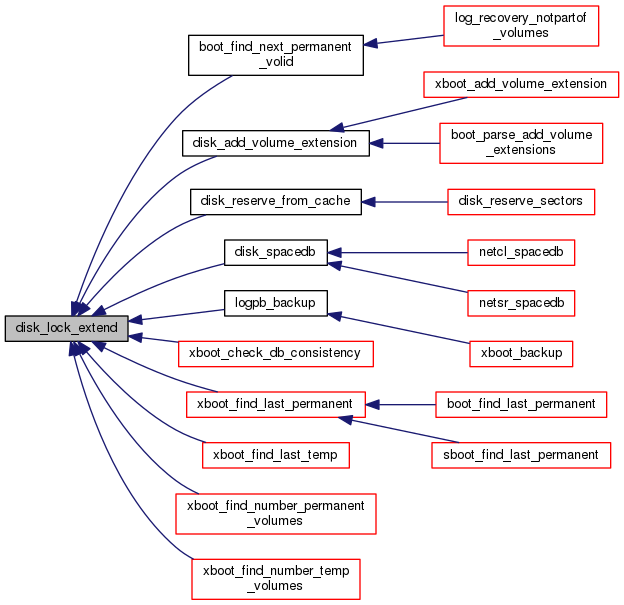 log_recovery_notpartof
_volumes
boot_find_next_permanent
_volid
xboot_add_volume_extension
disk_add_volume_extension
boot_parse_add_volume
_extensions
disk_reserve_from_cache
disk_reserve_sectors
disk_spacedb
netcl_spacedb
netsr_spacedb
logpb_backup
disk_lock_extend
xboot_check_db_consistency
xboot_backup
xboot_find_last_permanent
boot_find_last_permanent
xboot_find_last_temp
sboot_find_last_permanent
xboot_find_number_permanent
_volumes
xboot_find_number_temp
_volumes